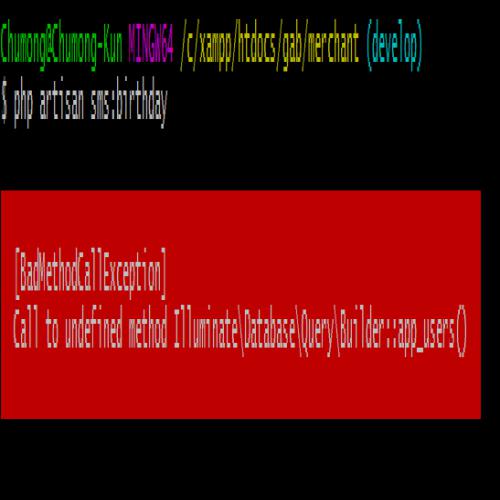 Chumong@Chumong-Kun MINGW64 /c/xampp/htdocs/gab/merchant (develop)
$ php artisan sms:birthday
[BadMethodCallException]
Call to undefined method Illuminate\Database\Query\Builder::app_users()